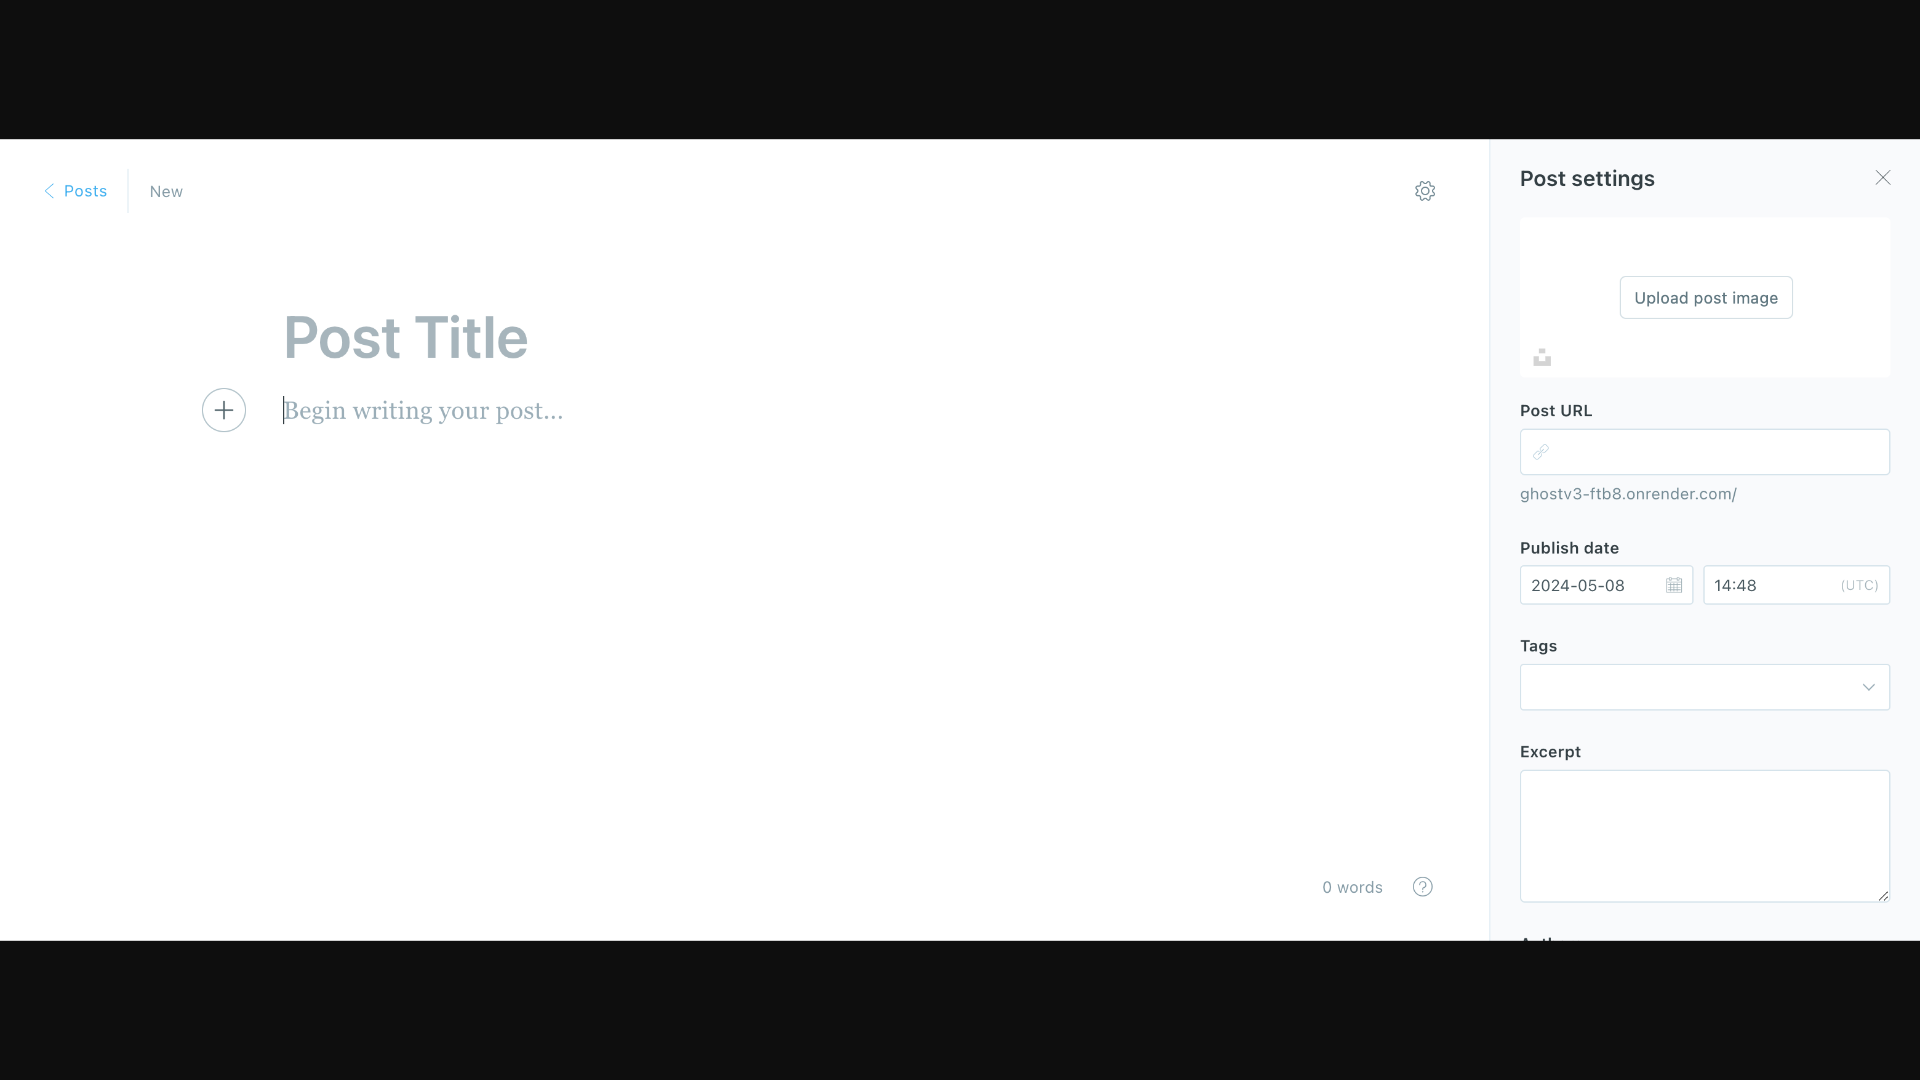 Posts
New
Post Title
Begin writing your post...
0 words
?
Post settings
Upload post image
Post URL
ghostv3-ftb8.onrender.com/
Publish date
2024-05-08
14:48 (UTC)
Tags
Excerpt